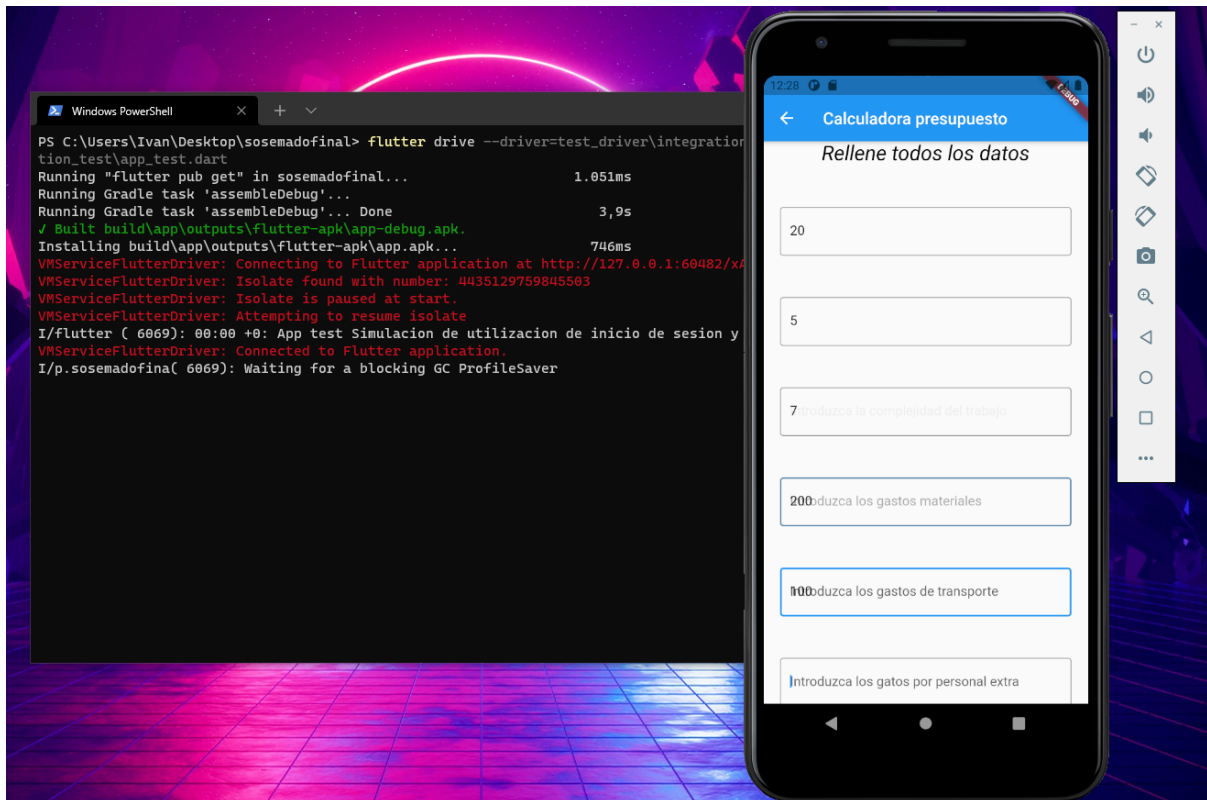 Windows PowerShell
PS C:\Users\Ivan\Desktop\sosemadofinal> flutter drive --driver=test_driver\integration
tion_test\app_test.dart
Running "flutter pub get" in sosemadofinal... 1.051ms
Running Gradle task 'assembleDebug'...
Running Gradle task 'assembleDebug'... Done 3,9s
√ Built build\app\outputs\flutter-apk\app-debug.apk.
Installing build\app\outputs\flutter-apk\app.apk... 746ms
VMServiceFlutterDriver: Connecting to Flutter application at http://127.0.0.1:60482/xA
VMServiceFlutterDriver: Isolate found with number: 4435129759845503
VMServiceFlutterDriver: Isolate is paused at start.
VMServiceFlutterDriver: Attempting to resume isolate
I/flutter ( 6069): 00:00 +0: App test Simulacion de utilizacion de inicio de sesion y
VMServiceFlutterDriver: Connected to Flutter application.
I/p.sosemadofina( 6069): Waiting for a blocking GC ProfileSaver
12:28
DEBUG
Calculadora presupuesto
Rellene todos los datos
20
5
7
Introduzca la complejidad del trabajo
200
Introduzca los gastos materiales
100
Introduzca los gastos de transporte
Introduzca los gatos por personal extra